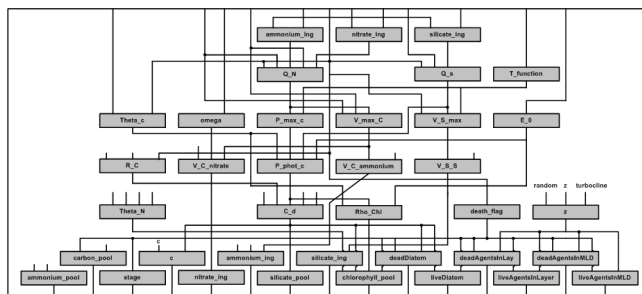 ammonium_ing nitrate_ing silicate_ing
Q_N Q_s T_function
Theta_c omega P_max_c V_max_C V_S_max E_0
R_C V_C_nitrate P_phot_c V_C_ammonium V_S_S
random z turbocline
Theta_N C_d Rho_Chi death_flag z
c
carbon_pool c ammonium_ing silicate_ing deadDiatom deadAgentsInLay deadAgentsInMLD
ammonium_pool stage nitrate_ing silicate_pool chlorophyll_pool liveDiatom liveAgentsInLayer liveAgentsInMLD